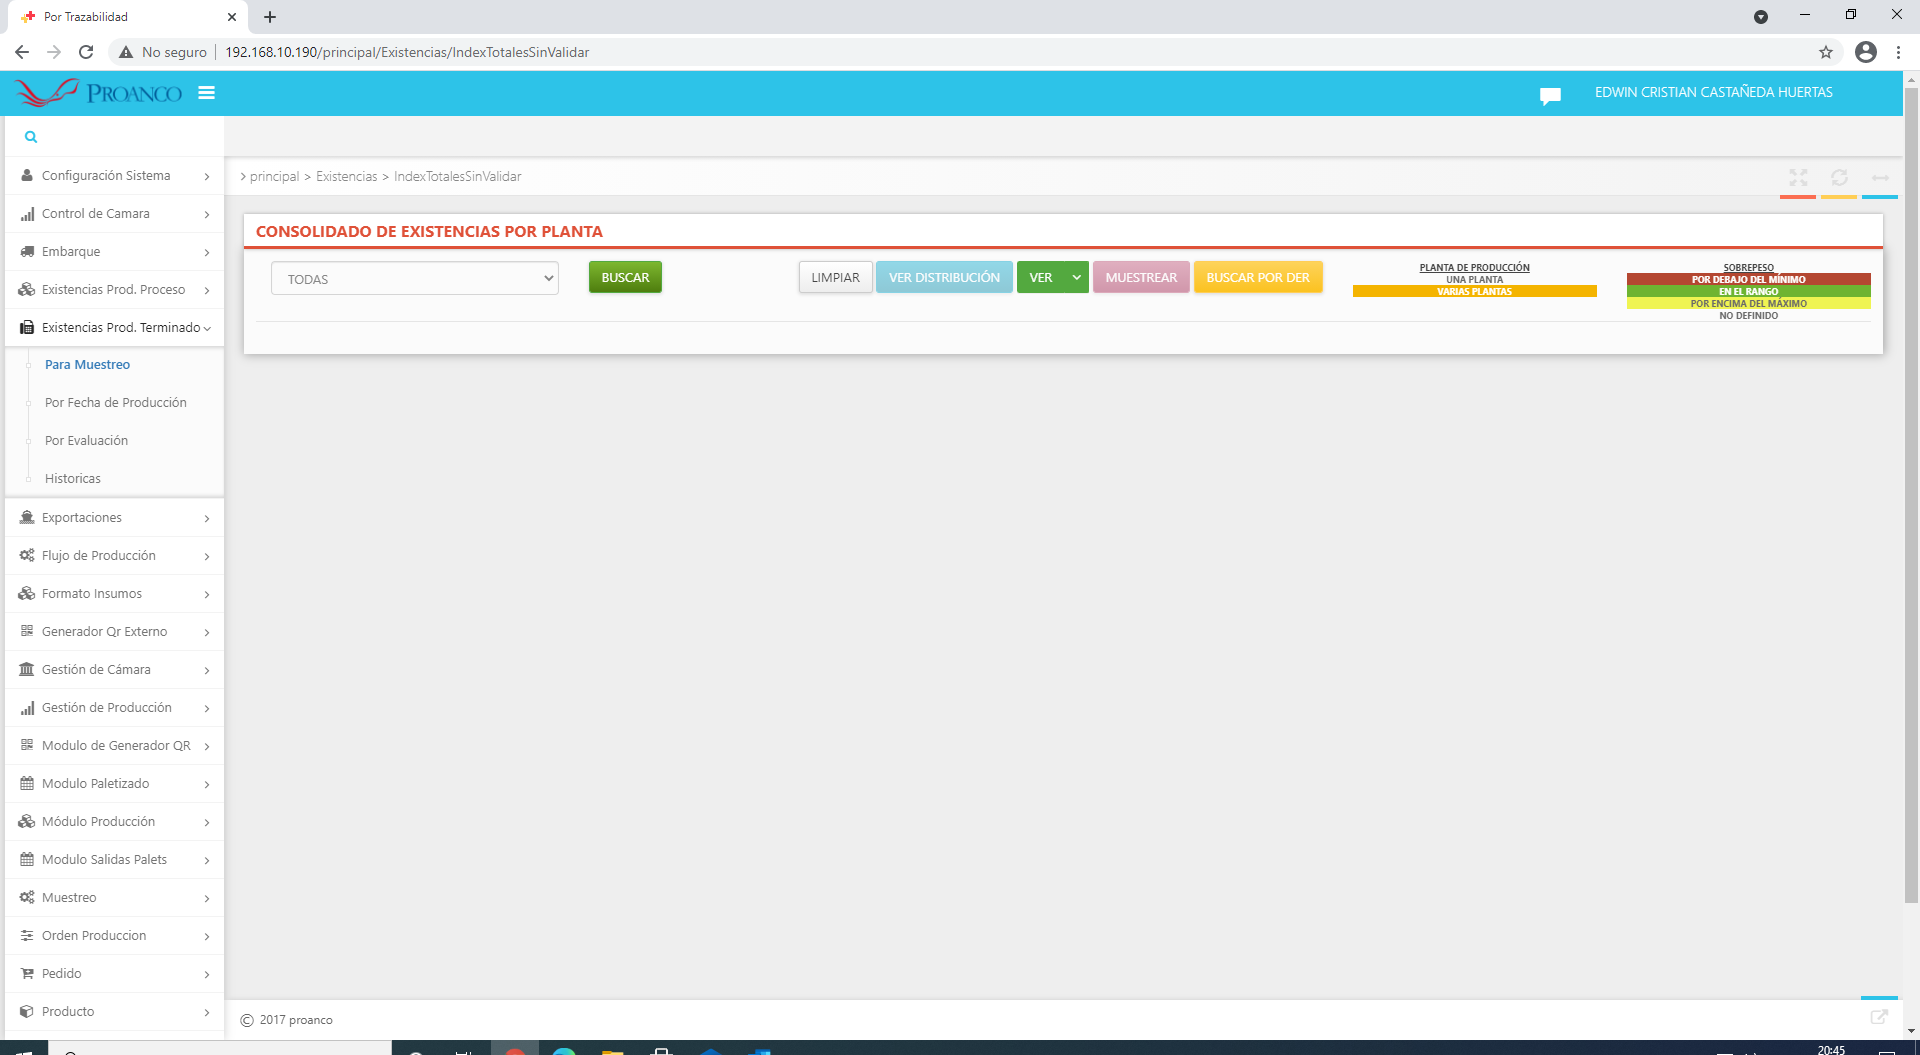 Por Trazabilidad
No seguro
192.168.10.190/principal/Existencias/IndexTotalesSinValidar
PROANCO
EDWIN CRISTIAN CASTAÑEDA HUERTAS
Configuración Sistema
Control de Camara
Embarque
Existencias Prod. Proceso
Existencias Prod. Terminado
Para Muestreo
Por Fecha de Producción
Por Evaluación
Historicas
Exportaciones
Flujo de Producción
Formato Insumos
Generador Qr Externo
Gestión de Cámara
Gestión de Producción
Modulo de Generador QR
Modulo Paletizado
Módulo Producción
Modulo Salidas Palets
Muestreo
Orden Produccion
Pedido
Producto
> principal > Existencias > IndexTotalesSinValidar
CONSOLIDADO DE EXISTENCIAS POR PLANTA
TODAS
BUSCAR
LIMPIAR
VER DISTRIBUCIÓN
VER
MUESTREAR
BUSCAR POR DER
PLANTA DE PRODUCCIÓN
UNA PLANTA
VARIAS PLANTAS
SOBREPESO
POR DEBAJO DEL MÍNIMO
EN EL RANGO
POR ENCIMA DEL MÁXIMO
NO DEFINIDO
© 2017 proanco
20:45